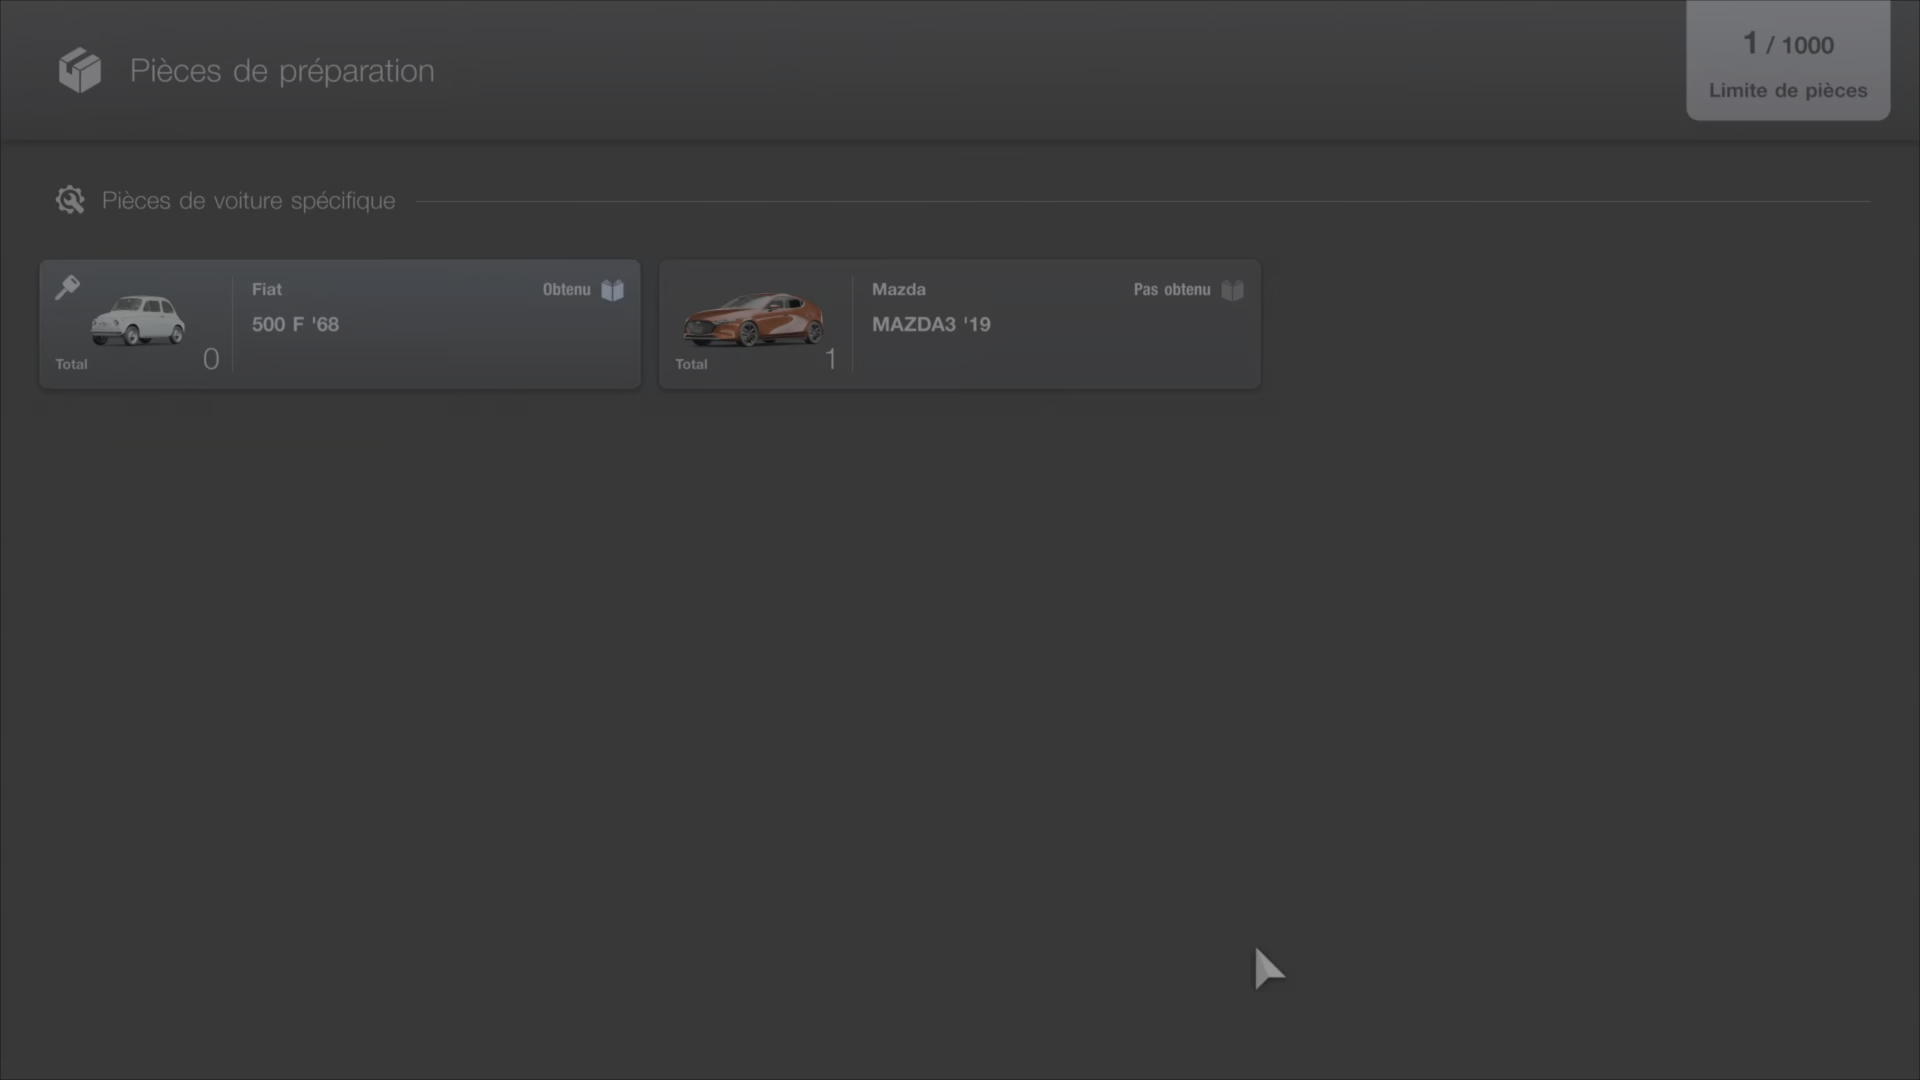 Pièces de préparation
1 / 1000
Limite de pièces
Pièces de voiture spécifique
Fiat
Obtenu
500 F '68
Total
0
Mazda
Pas obtenu
MAZDA3 '19
Total
1